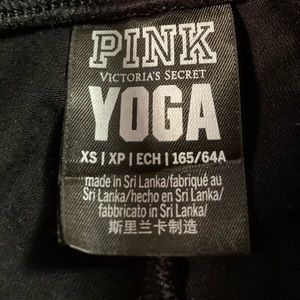 PINK
VICTORIA'S SECRET
YOGA
XS | XP | ECH | 165/64A
made in Sri Lanka/fabriqué au
Sri Lanka/hecho en Sri Lanka/
fabbricato in Sri Lanka/
斯里兰卡制造